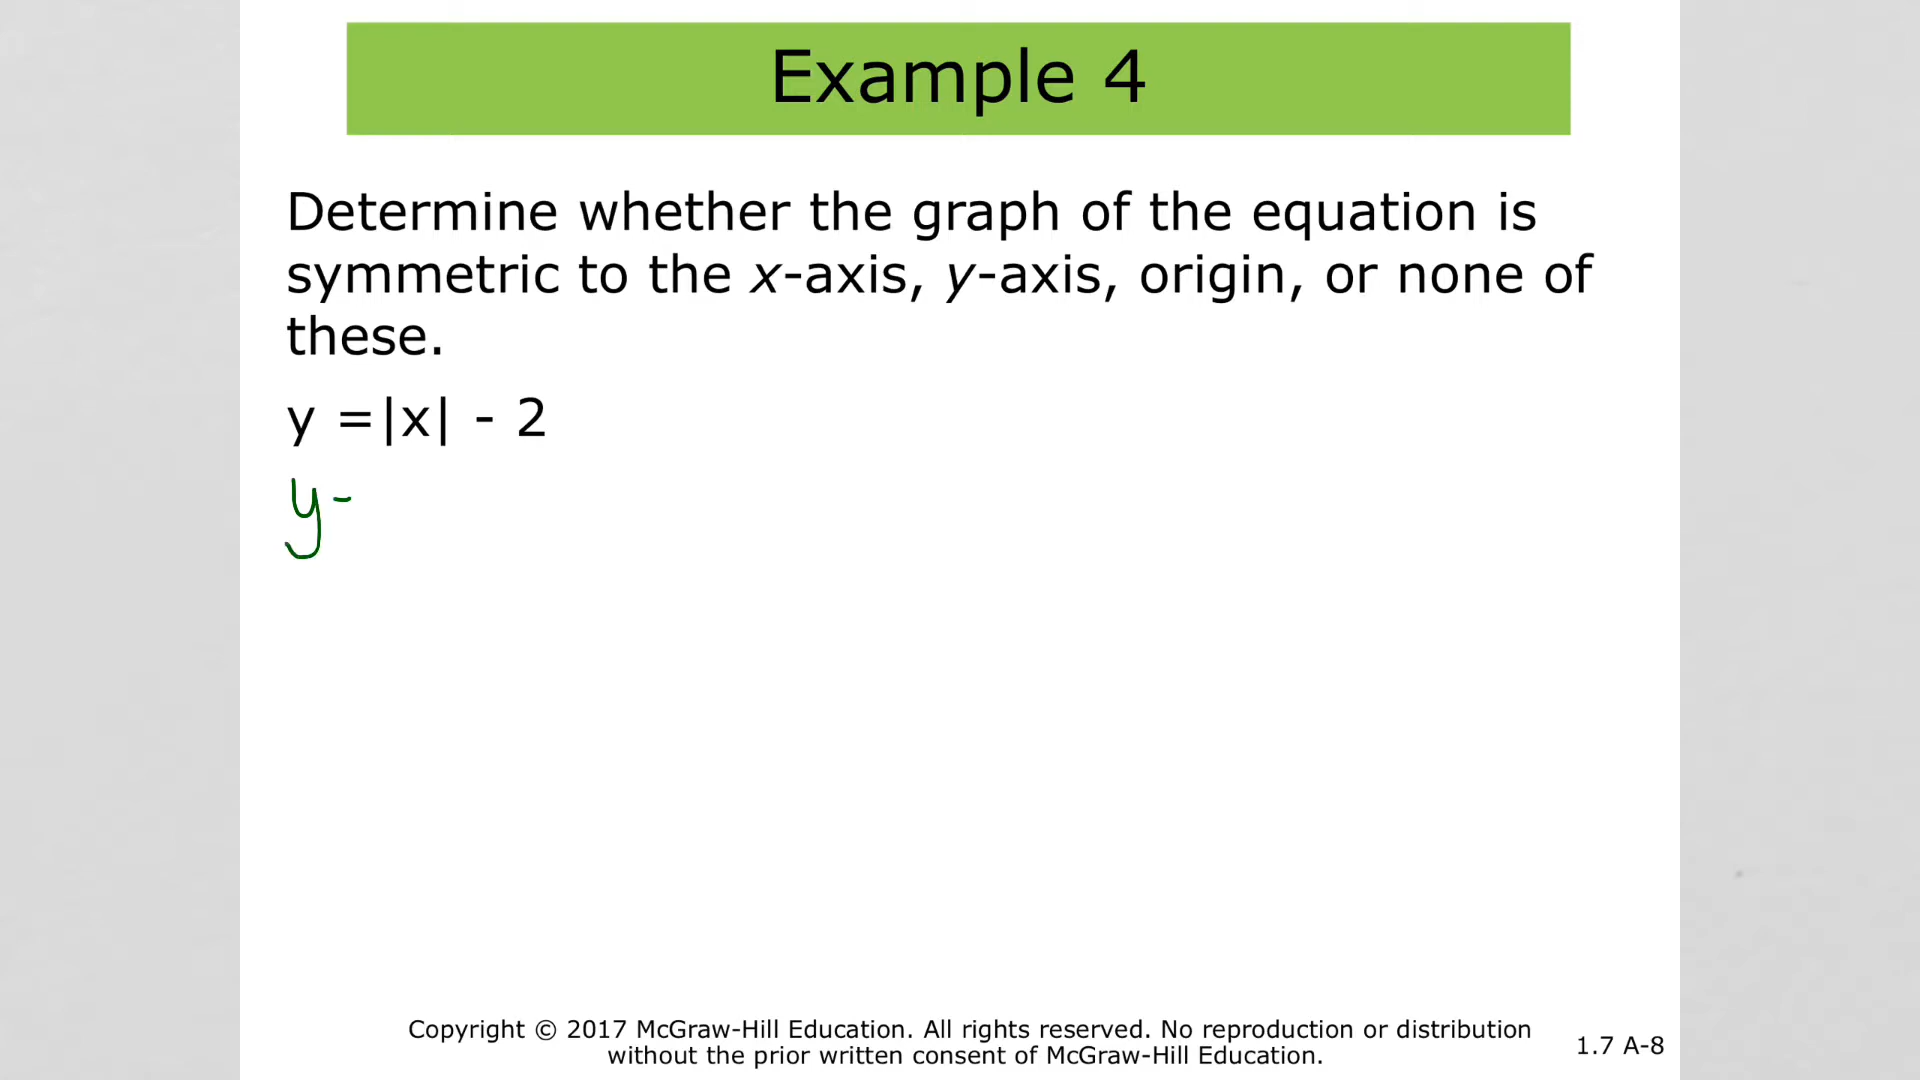 Example 4
Determine whether the graph of the equation is
symmetric to the x-axis, y-axis, origin, or none of
these.
y =|x| - 2
y -
Copyright © 2017 McGraw-Hill Education. All rights reserved. No reproduction or distribution
without the prior written consent of McGraw-Hill Education.
1.7 A-8